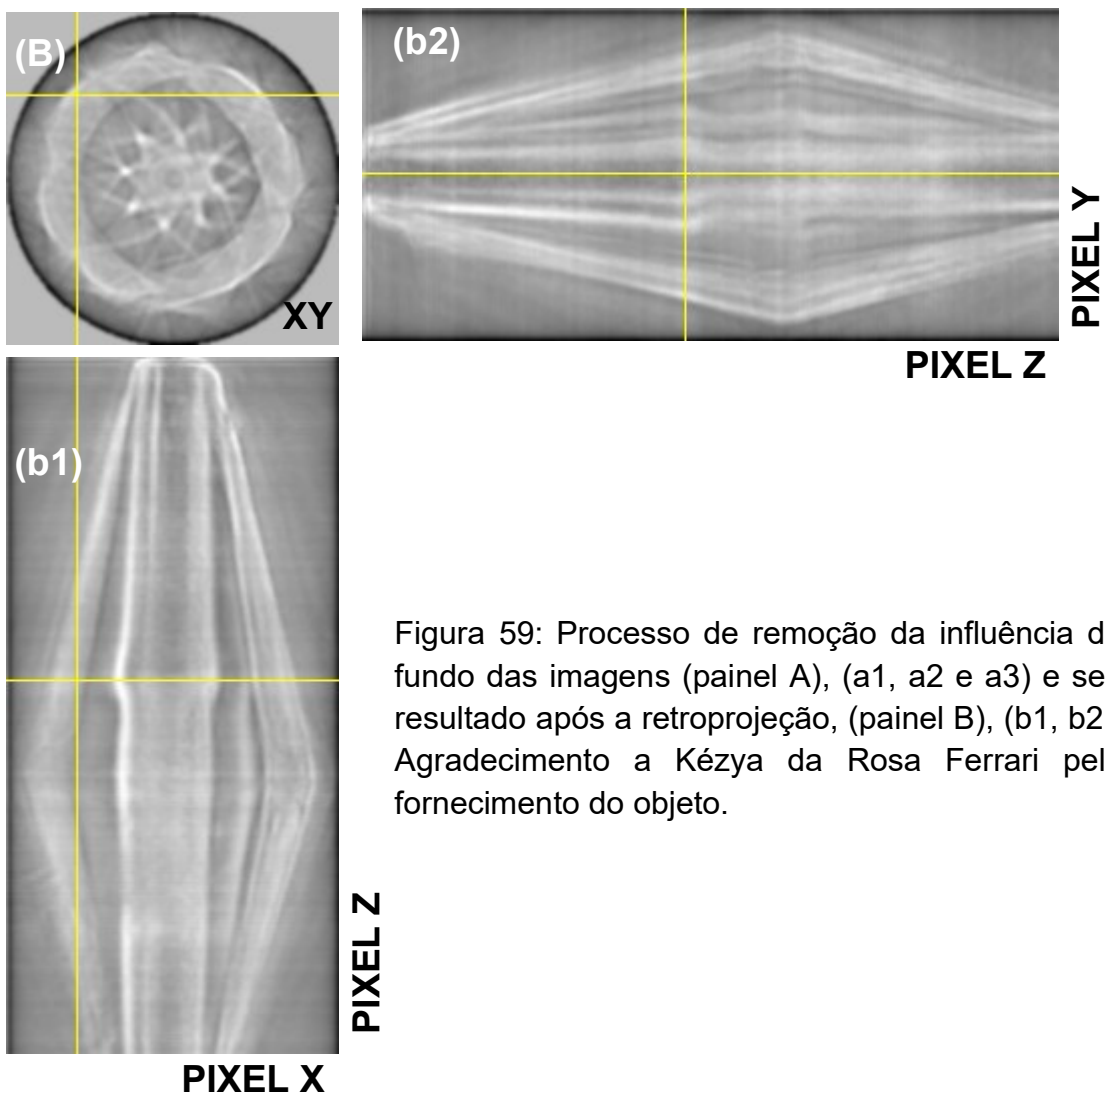 (B)
XY
(b2)
PIXEL Y
PIXEL Z
(b1)
PIXEL Z
PIXEL X
Figura 59: Processo de remoção da influência d
fundo das imagens (painel A), (a1, a2 e a3) e se
resultado após a retroprojeção, (painel B), (b1, b2
Agradecimento a Kézya da Rosa Ferrari pel
fornecimento do objeto.